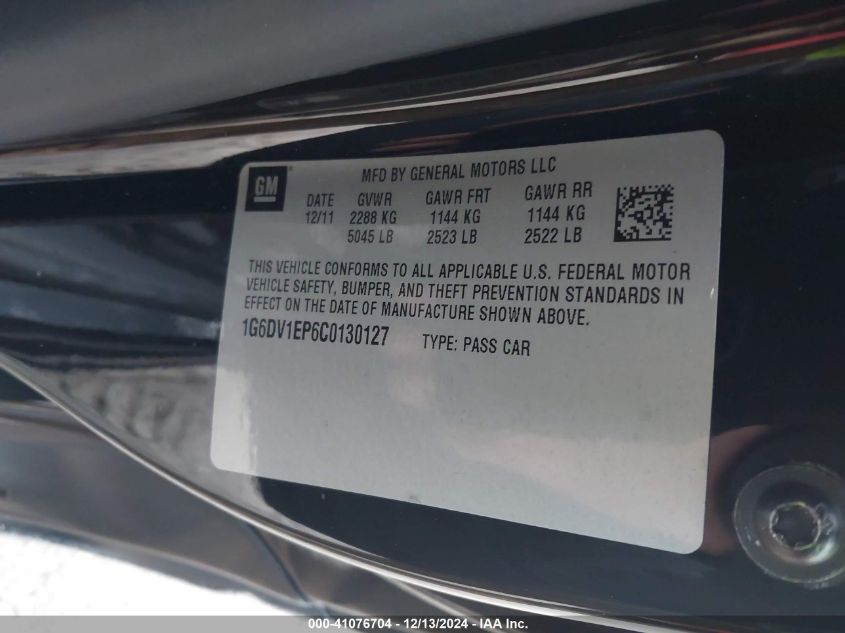 GM
MFD BY GENERAL MOTORS LLC
DATE GVWR GAWR FRT GAWR RR
12/11 2288 KG 1144 KG 1144 KG
5045 LB 2523 LB 2522 LB
THIS VEHICLE CONFORMS TO ALL APPLICABLE U.S. FEDERAL MOTOR
VEHICLE SAFETY, BUMPER, AND THEFT PREVENTION STANDARDS IN
EFFECT ON THE DATE OF MANUFACTURE SHOWN ABOVE.
1G6DV1EP6C0130127 TYPE: PASS CAR
000-41076704 - 12/13/2024 - IAA Inc.